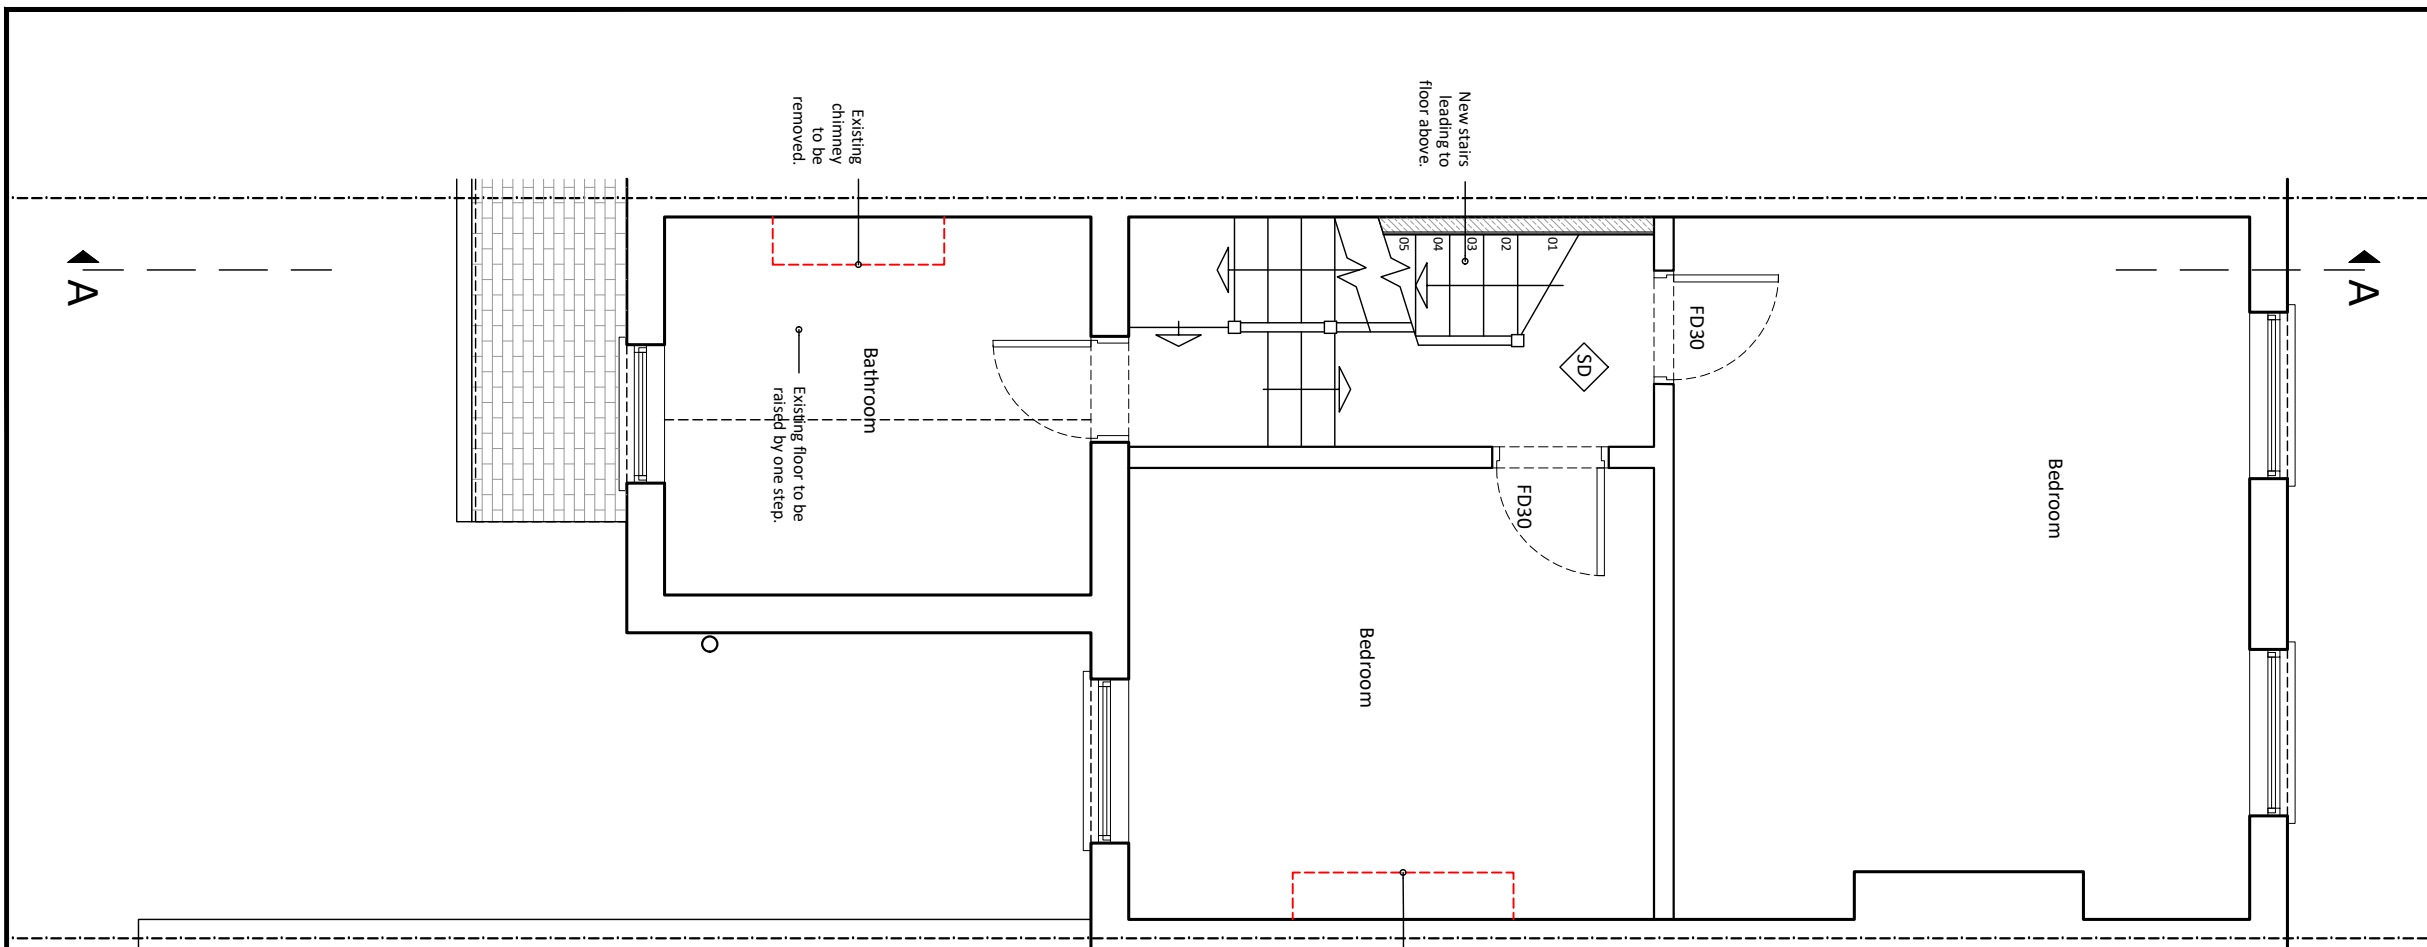 New stairs
leading to
floor above.
Existing
chimney
to be
removed.
A
A
01
02
03
04
05
FD30
SD
Bathroom
Existing floor to be
raised by one step.
FD30
Bedroom
Bedroom